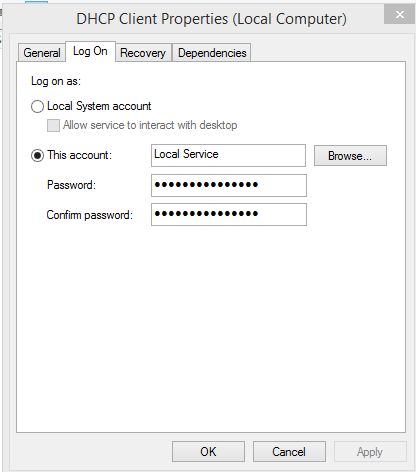 DHCP Client Properties (Local Computer)
General Log On Recovery Dependencies
Log on as:
Local System account
Allow service to interact with desktop
This account: Local Service Browse...
Password: •••••••••••••••
Confirm password: •••••••••••••••
OK Cancel Apply